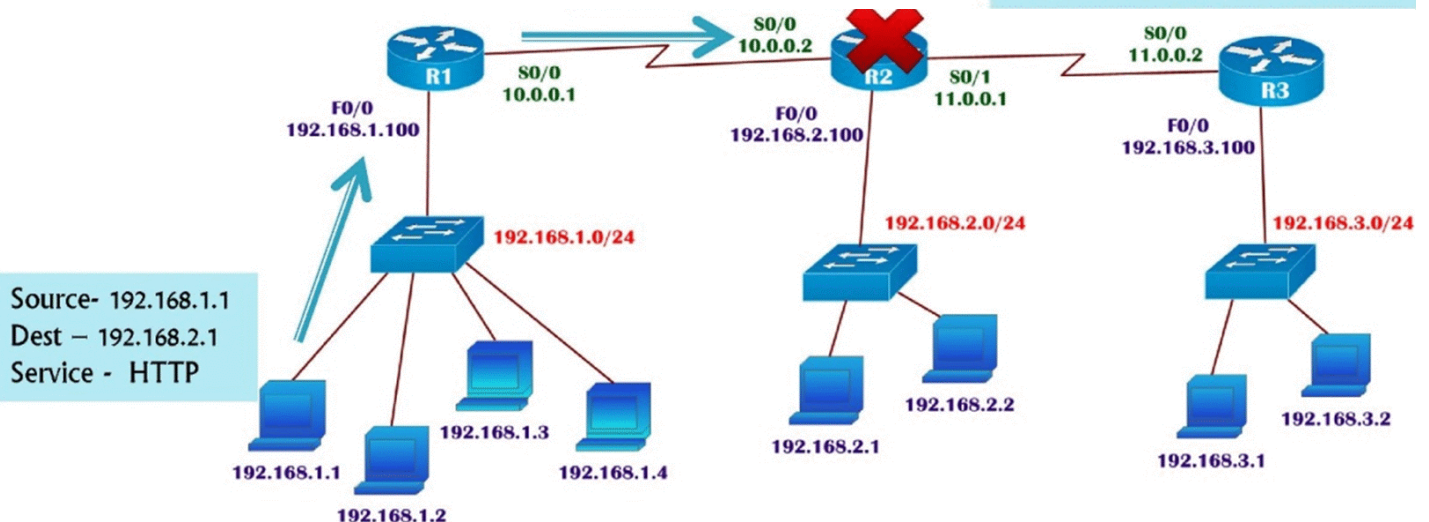 S0/0
10.0.0.2
R1
S0/0
10.0.0.1
R2
S0/1
11.0.0.1
S0/0
11.0.0.2
R3
F0/0
192.168.1.100
F0/0
192.168.2.100
F0/0
192.168.3.100
192.168.1.0/24
192.168.2.0/24
192.168.3.0/24
Source- 192.168.1.1
Dest – 192.168.2.1
Service - HTTP
192.168.1.1
192.168.1.2
192.168.1.3
192.168.1.4
192.168.2.1
192.168.2.2
192.168.3.1
192.168.3.2